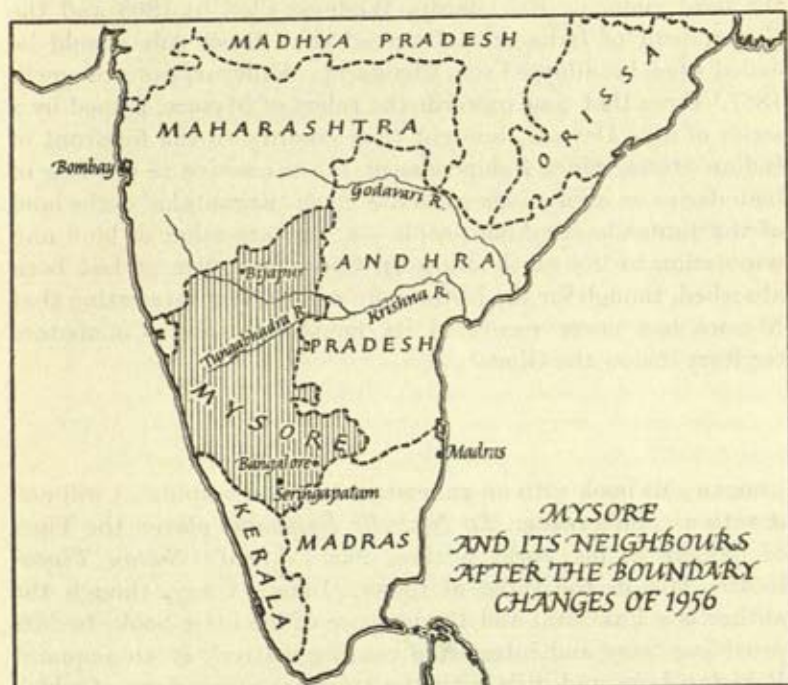 MADHYA PRADESH
ORISSA
MAHARASHTRA
Bombay
Godavari R.
Bijapur
ANDHRA
Krishna R.
Tungabhadra R.
PRADESH
MYSORE
Bangalore
Madras
Seringapatam
KERALA
MADRAS
MYSORE
AND ITS NEIGHBOURS
AFTER THE BOUNDARY
CHANGES OF 1956